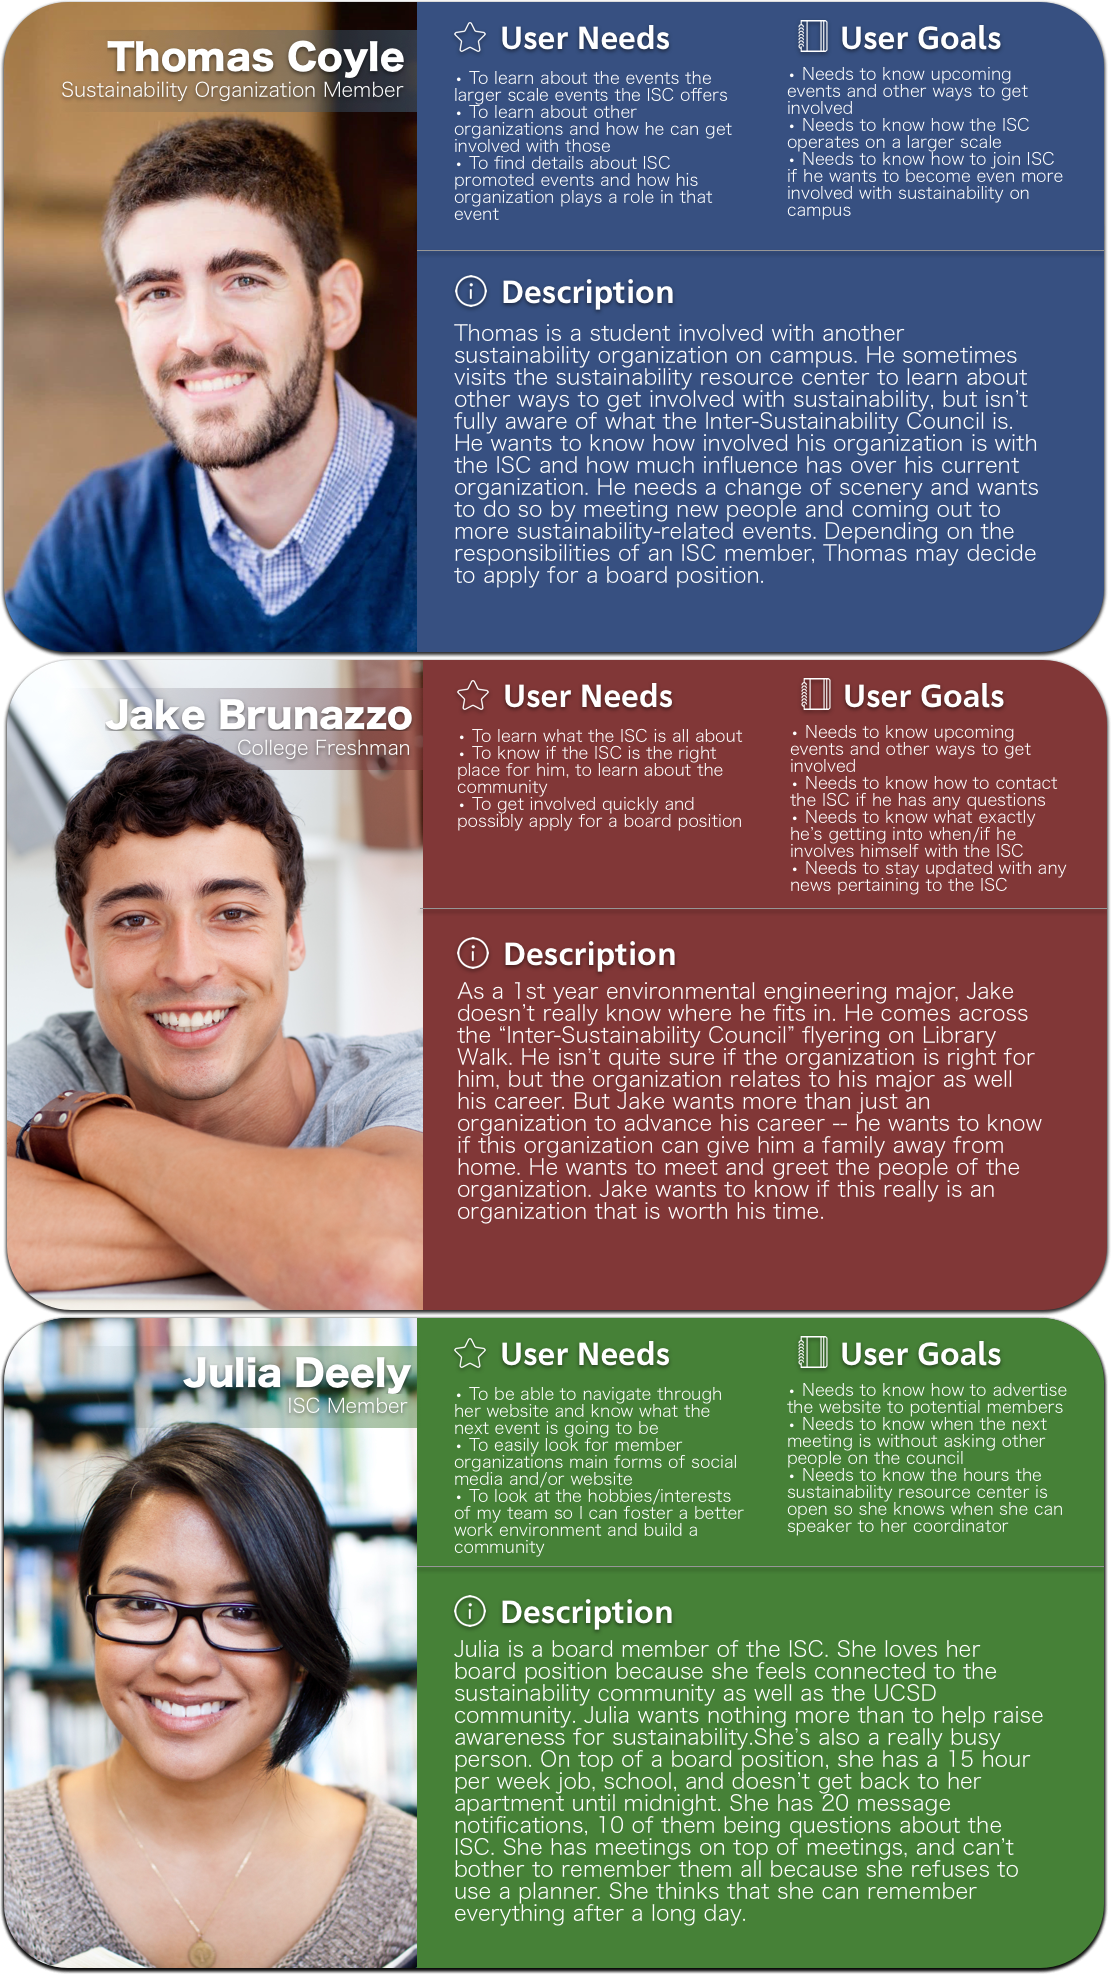 Thomas Coyle
Sustainability Organization Member
User Needs
• To learn about the events the
larger scale events the ISC offers
• To learn about other
organizations and how he can get
involved with those
• To find details about ISC
promoted events and how his
organization plays a role in that
event
User Goals
• Needs to know upcoming
events and other ways to get
involved
• Needs to know how the ISC
operates on a larger scale
• Needs to know how to join ISC
if he wants to become even more
involved with sustainability on
campus
Description
Thomas is a student involved with another
sustainability organization on campus. He sometimes
visits the sustainability resource center to learn about
other ways to get involved with sustainability, but isn't
fully aware of what the Inter-Sustainability Council is.
He wants to know how involved his organization is with
the ISC and how much influence has over his current
organization. He needs a change of scenery and wants
to do so by meeting new people and coming out to
more sustainability-related events. Depending on the
responsibilities of an ISC member, Thomas may decide
to apply for a board position.
Jake Brunazzo
College Freshman
User Needs
• To learn what the ISC is all about
• To know if the ISC is the right
place for him, to learn about the
community
• To get involved quickly and
possibly apply for a board position
User Goals
• Needs to know upcoming
events and other ways to get
involved
• Needs to know how to contact
the ISC if he has any questions
• Needs to know what exactly
he's getting into when/if he
involves himself with the ISC
• Needs to stay updated with any
news pertaining to the ISC
Description
As a 1st year environmental engineering major, Jake
doesn't really know where he fits in. He comes across
the “Inter-Sustainability Council” flyering on Library
Walk. He isn't quite sure if the organization is right for
him, but the organization relates to his major as well
his career. But Jake wants more than just an
organization to advance his career -- he wants to know
if this organization can give him a family away from
home. He wants to meet and greet the people of the
organization. Jake wants to know if this really is an
organization that is worth his time.
Julia Deely
ISC Member
User Needs
• To be able to navigate through
her website and know what the
next event is going to be
• To easily look for member
organizations main forms of social
media and/or website
• To look at the hobbies/interests
of my team so I can foster a better
work environment and build a
community
User Goals
• Needs to know how to advertise
the website to potential members
• Needs to know when the next
meeting is without asking other
people on the council
• Needs to know the hours the
sustainability resource center is
open so she knows when she can
speaker to her coordinator
Description
Julia is a board member of the ISC. She loves her
board position because she feels connected to the
sustainability community as well as the UCSD
community. Julia wants nothing more than to help raise
awareness for sustainability.She's also a really busy
person. On top of a board position, she has a 15 hour
per week job, school, and doesn't get back to her
apartment until midnight. She has 20 message
notifications, 10 of them being questions about the
ISC. She has meetings on top of meetings, and can't
bother to remember them all because she refuses to
use a planner. She thinks that she can remember
everything after a long day.